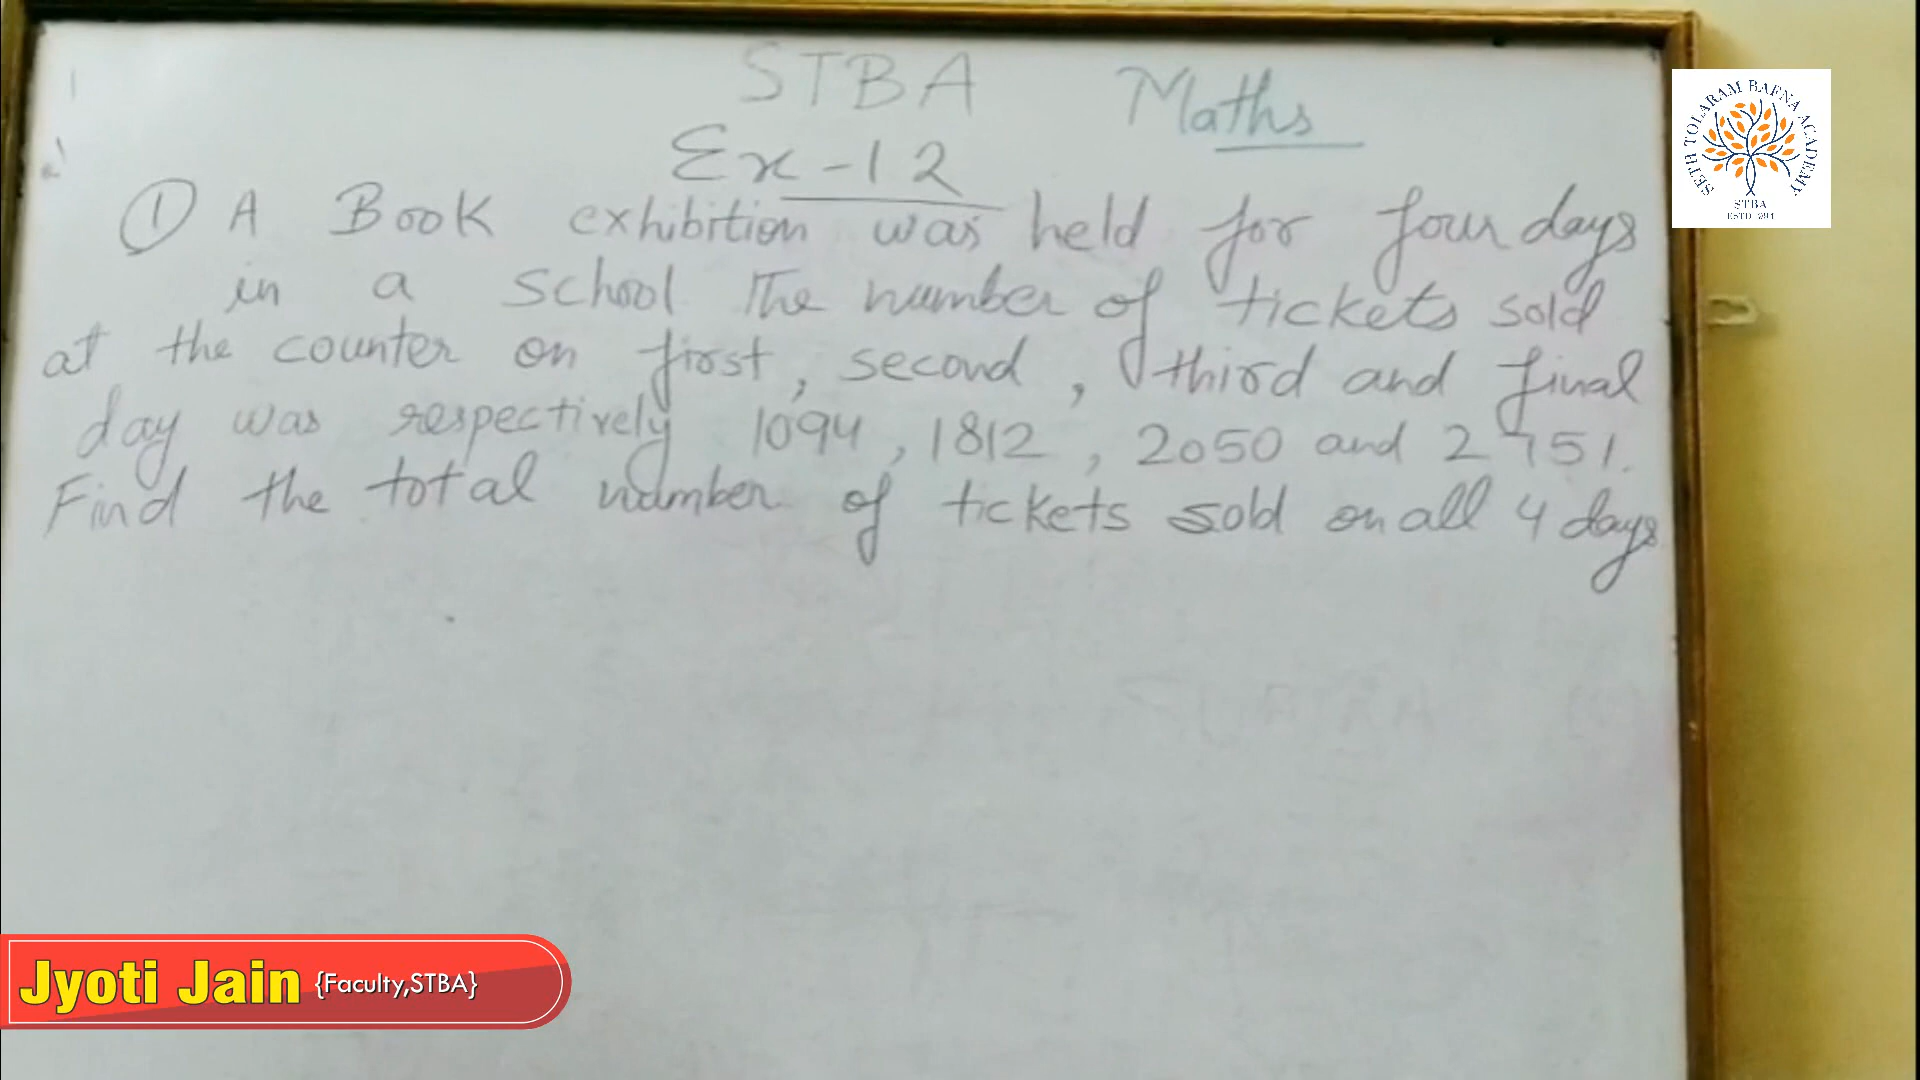 STBA Maths
Ex-12
① A Book exhibition was held for four days
in a school The number of tickets sold
at the counter on first, second, third and final
day was respectively 1094, 1812, 2050 and 2751.
Find the total number of tickets sold on all 4 days
SETH TOLARAM BAFNA ACADEMY
STBA
Jyoti Jain {Faculty,STBA}